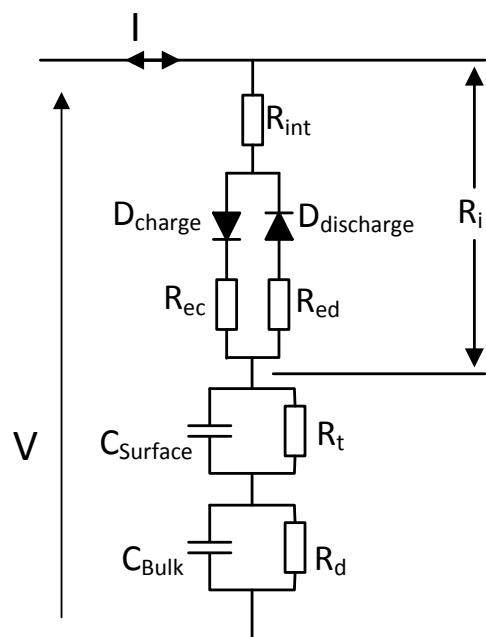 I
R_int
D_charge
D_discharge
R_i
R_ec
R_ed
V
C_Surface
R_t
C_Bulk
R_d